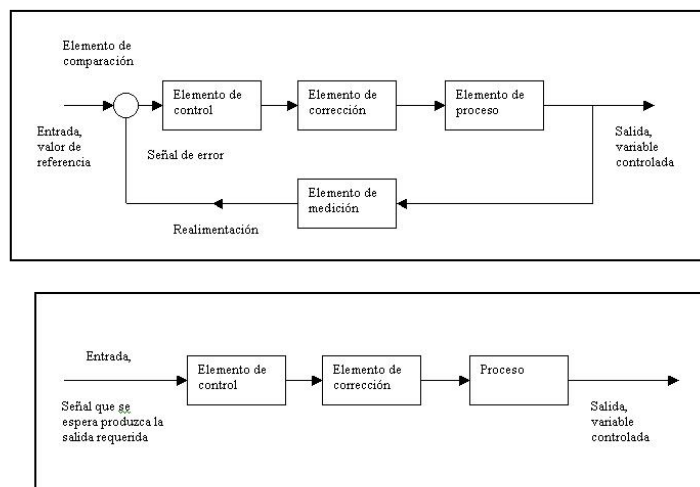 Elemento de
comparación
Elemento de
control
Elemento de
corrección
Elemento de
proceso
Entrada,
valor de
referencia
Señal de error
Salida,
variable
controlada
Elemento de
medición
Realimentación
Entrada,
Elemento de
control
Elemento de
corrección
Proceso
Señal que se
espera produzca la
salida requerida
Salida,
variable
controlada